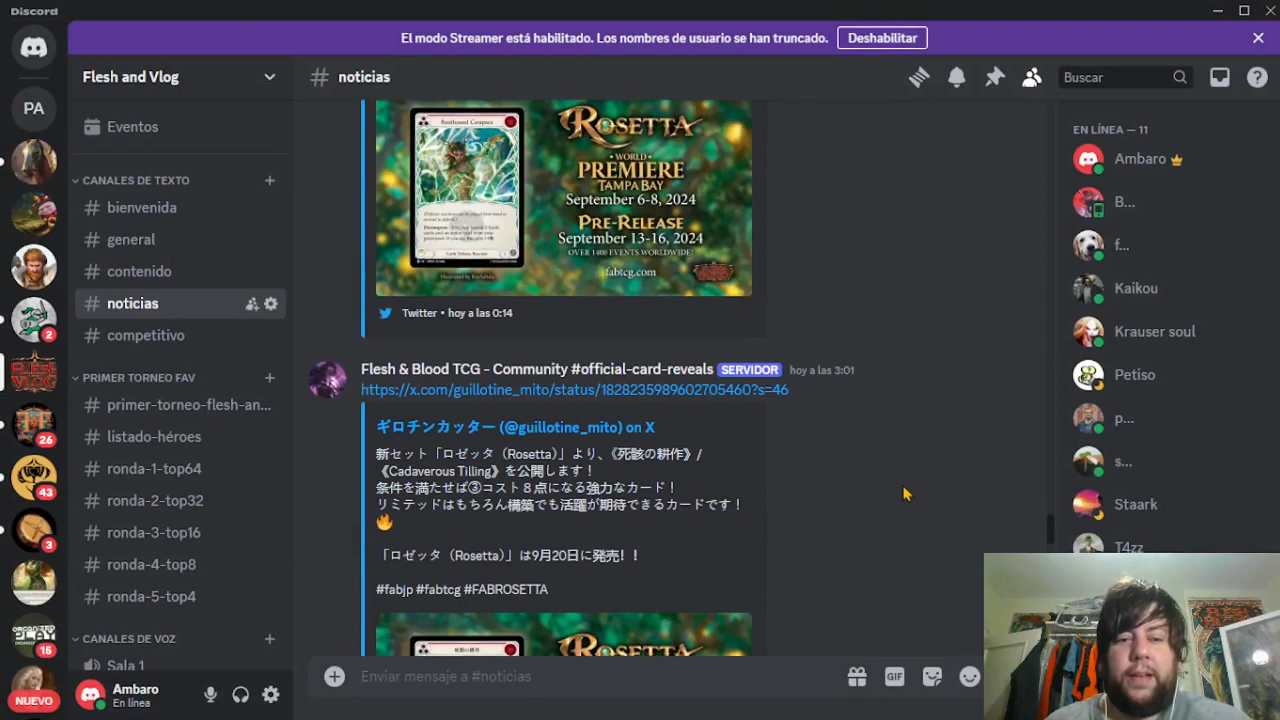 Discord
El modo Streamer está habilitado. Los nombres de usuario se han truncado.
Deshabilitar
Flesh and Vlog
noticias
Buscar
PA
Eventos
CANALES DE TEXTO
bienvenida
general
contenido
noticias
competitivo
PRIMER TORNEO FAV
primer-torneo-flesh-an...
listado-héroes
ronda-1-top64
ronda-2-top32
ronda-3-top16
ronda-4-top8
ronda-5-top4
CANALES DE VOZ
Sala 1
2
FLESH
VLOG
26
43
3
PLAY
15
NUEVO
Ambaro
En línea
ROSETTA
WORLD
PREMIERE
TAMPA BAY
September 6-8, 2024
PRE-RELEASE
September 13-16, 2024
OVER 1400 EVENTS WORLDWIDE!
fabtcg.com
Twitter • hoy a las 0:14
Flesh & Blood TCG - Community #official-card-reveals SERVIDOR hoy a las 3:01
https://x.com/guillotine_mito/status/1828235989602705460?s=46
ギロチンカッター (@guillotine_mito) on X
新セット「ロゼッタ（Rosetta）」より、《死骸の耕作》/
《Cadaverous Tilling》を公開します！
条件を満たせば③コスト８点になる強力なカード！
リミテッドはもちろん構築でも活躍が期待できるカードです！
「ロゼッタ（Rosetta）」は9月20日に発売！！
#fabjp #fabtcg #FABROSETTA
ROSETTA
Enviar mensaje a #noticias
GIF
EN LÍNEA — 11
Ambaro
B...
f...
Kaikou
Krauser soul
Petiso
p...
s...
Staark
T4zz